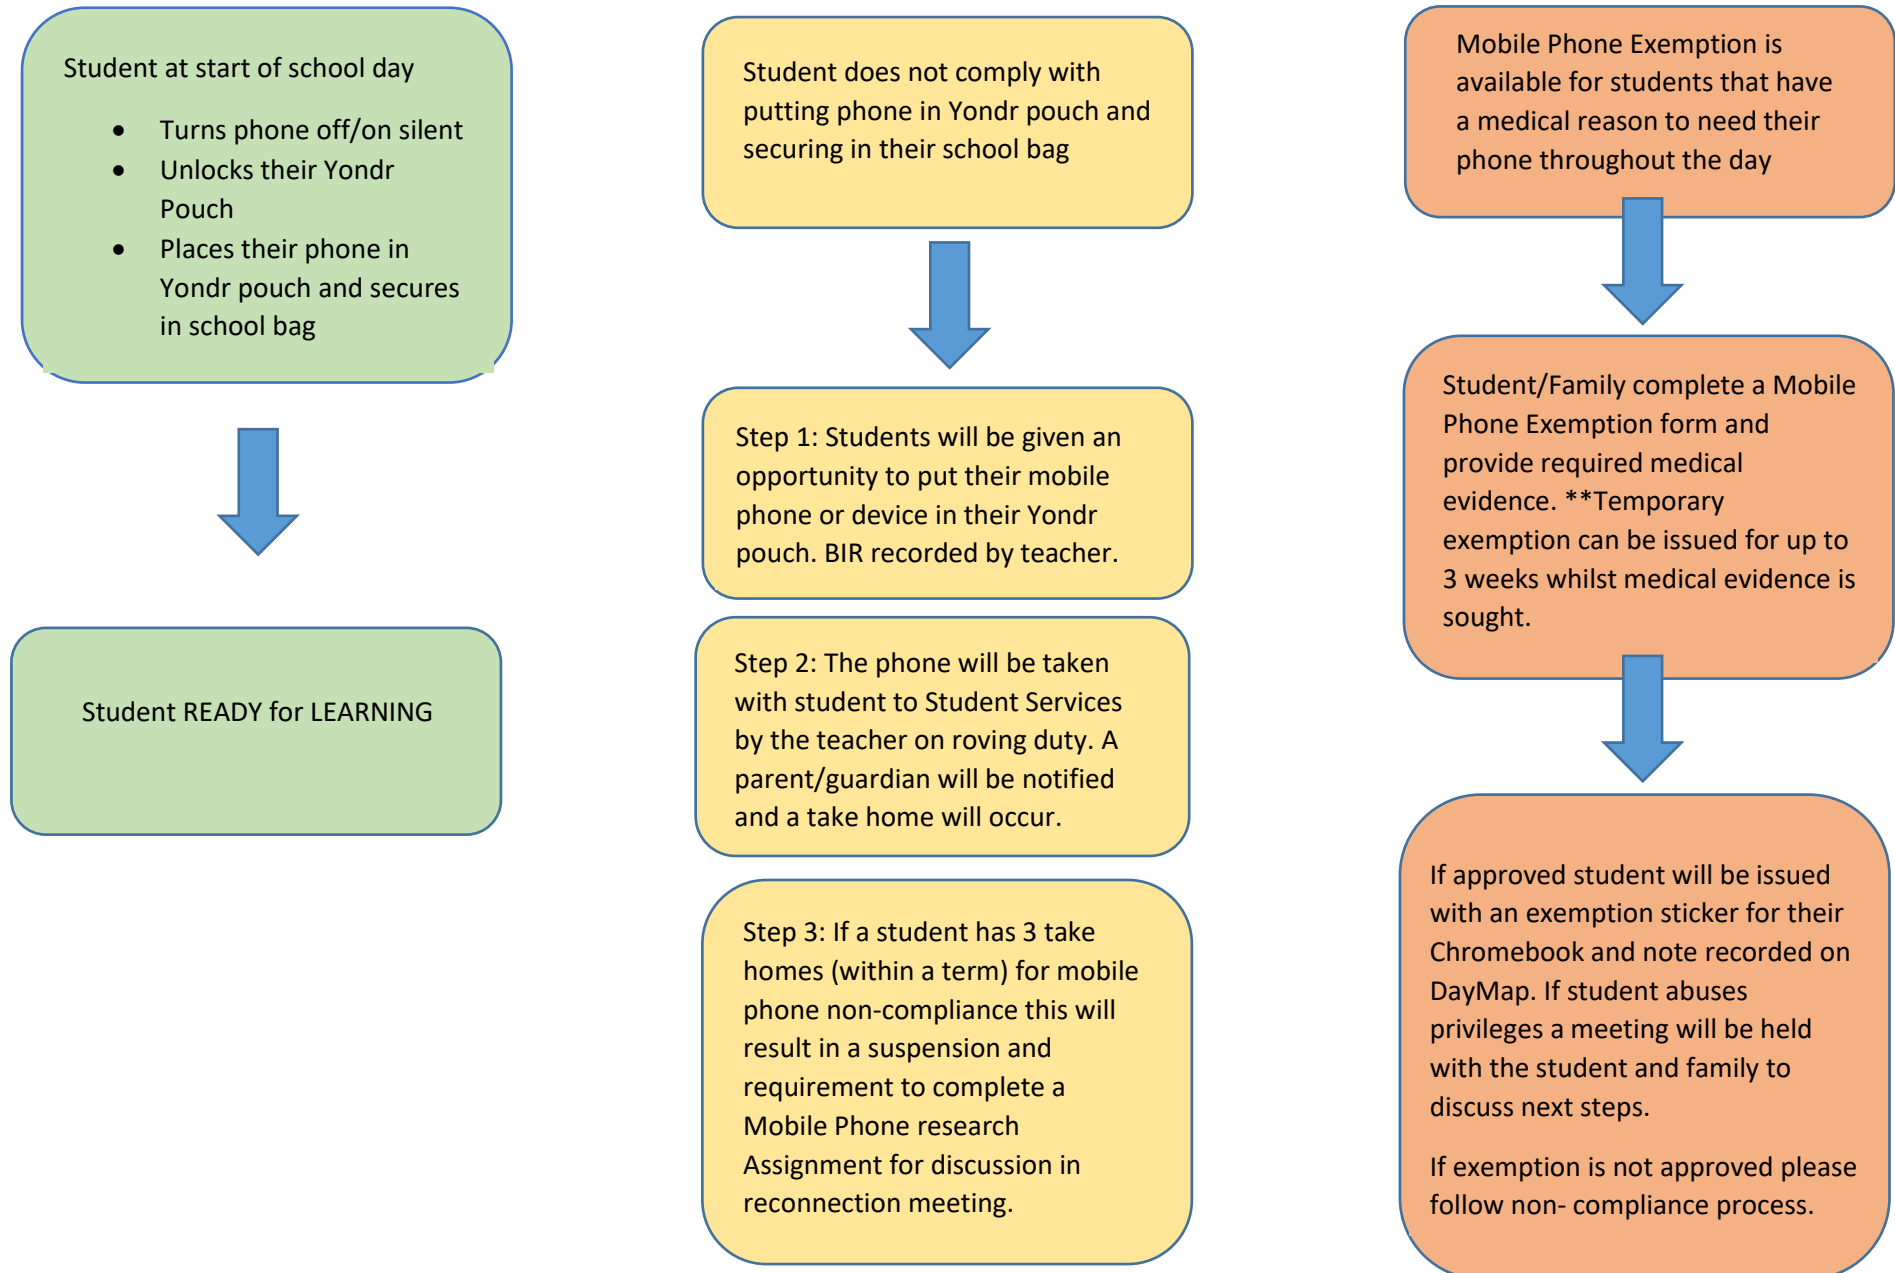 Student at start of school day
• Turns phone off/on silent
• Unlocks their Yondr
Pouch
• Places their phone in
Yondr pouch and secures
in school bag
Student READY for LEARNING
Student does not comply with
putting phone in Yondr pouch and
securing in their school bag
Step 1: Students will be given an
opportunity to put their mobile
phone or device in their Yondr
pouch. BIR recorded by teacher.
Step 2: The phone will be taken
with student to Student Services
by the teacher on roving duty. A
parent/guardian will be notified
and a take home will occur.
Step 3: If a student has 3 take
homes (within a term) for mobile
phone non-compliance this will
result in a suspension and
requirement to complete a
Mobile Phone research
Assignment for discussion in
reconnection meeting.
Mobile Phone Exemption is
available for students that have
a medical reason to need their
phone throughout the day
Student/Family complete a Mobile
Phone Exemption form and
provide required medical
evidence. **Temporary
exemption can be issued for up to
3 weeks whilst medical evidence is
sought.
If approved student will be issued
with an exemption sticker for their
Chromebook and note recorded on
DayMap. If student abuses
privileges a meeting will be held
with the student and family to
discuss next steps.
If exemption is not approved please
follow non- compliance process.